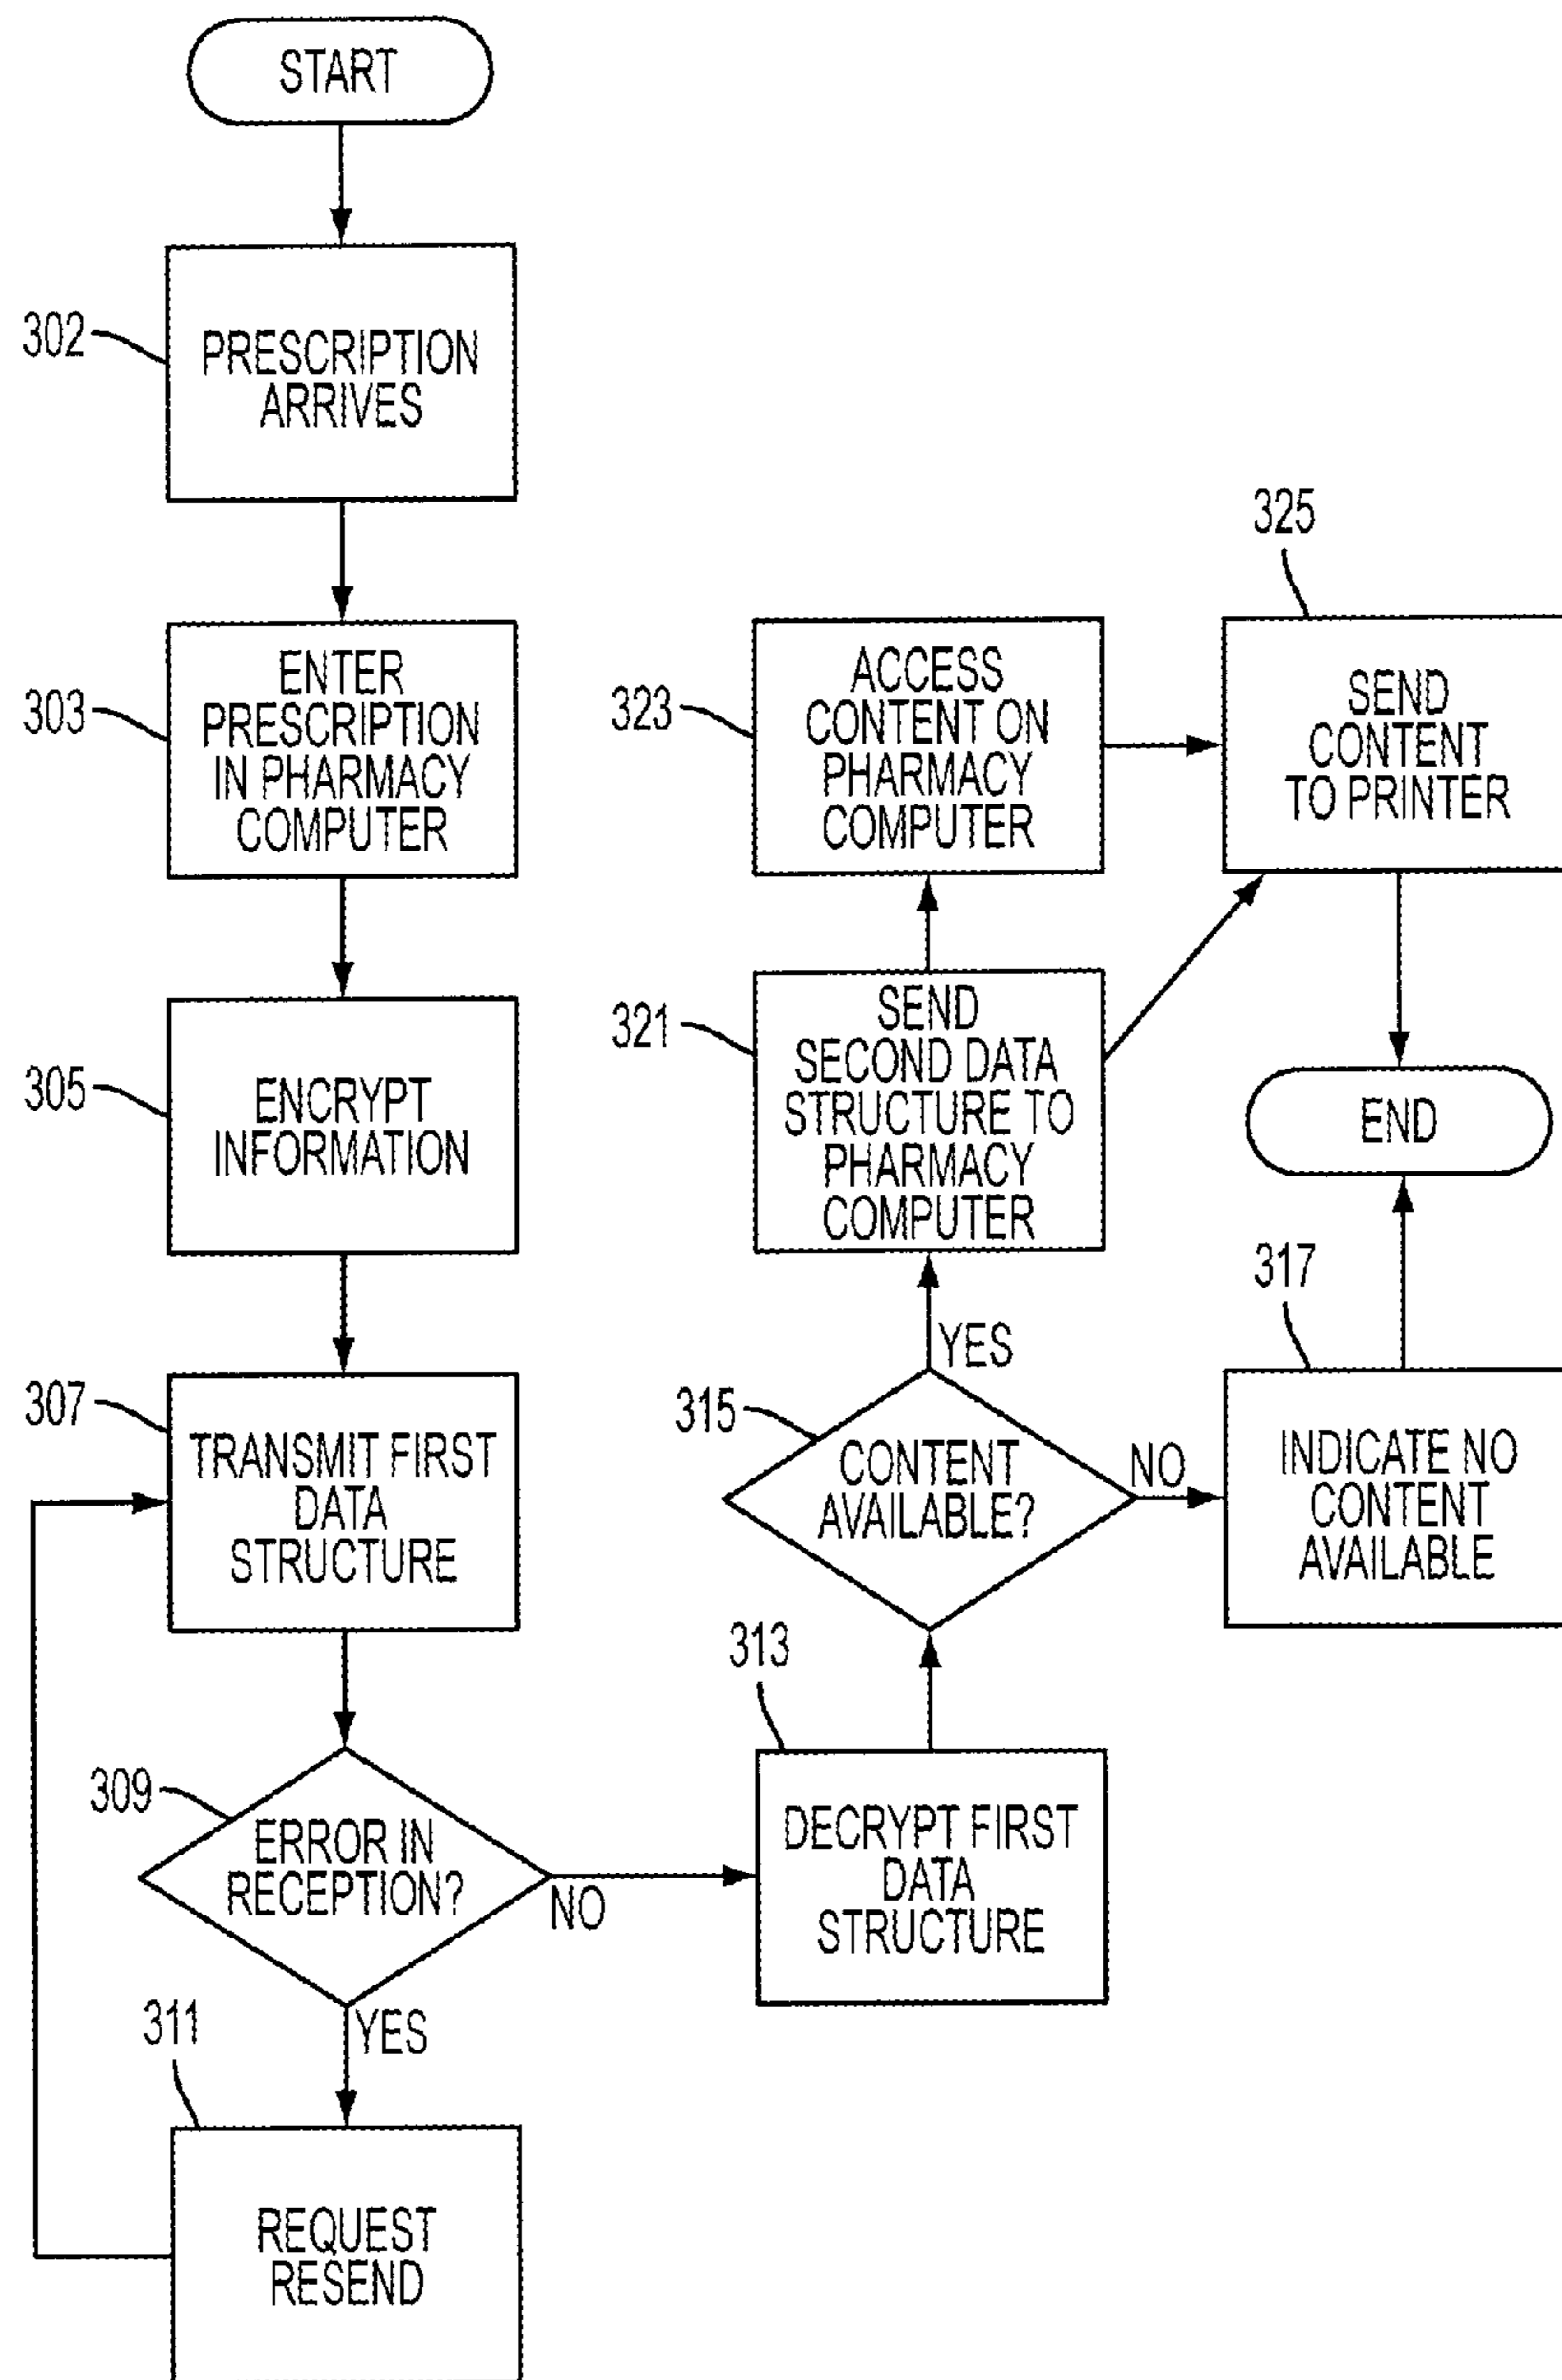 START
302
PRESCRIPTION
ARRIVES
303
ENTER
PRESCRIPTION
IN PHARMACY
COMPUTER
305
ENCRYPT
INFORMATION
307
TRANSMIT FIRST
DATA
STRUCTURE
309
ERROR IN
RECEPTION?
NO
YES
311
REQUEST
RESEND
313
DECRYPT FIRST
DATA
STRUCTURE
315
CONTENT
AVAILABLE?
YES
NO
317
INDICATE NO
CONTENT
AVAILABLE
321
SEND
SECOND DATA
STRUCTURE TO
PHARMACY
COMPUTER
323
ACCESS
CONTENT ON
PHARMACY
COMPUTER
325
SEND
CONTENT
TO PRINTER
END